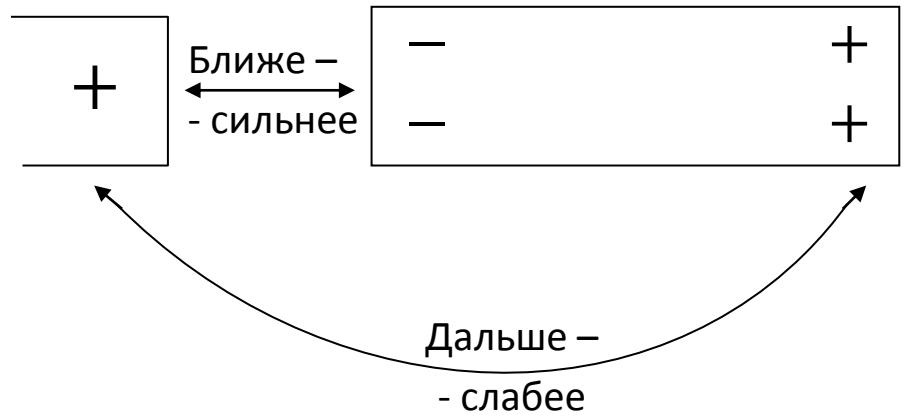 +
Ближе –
- сильнее
– +
– +
Дальше –
- слабее